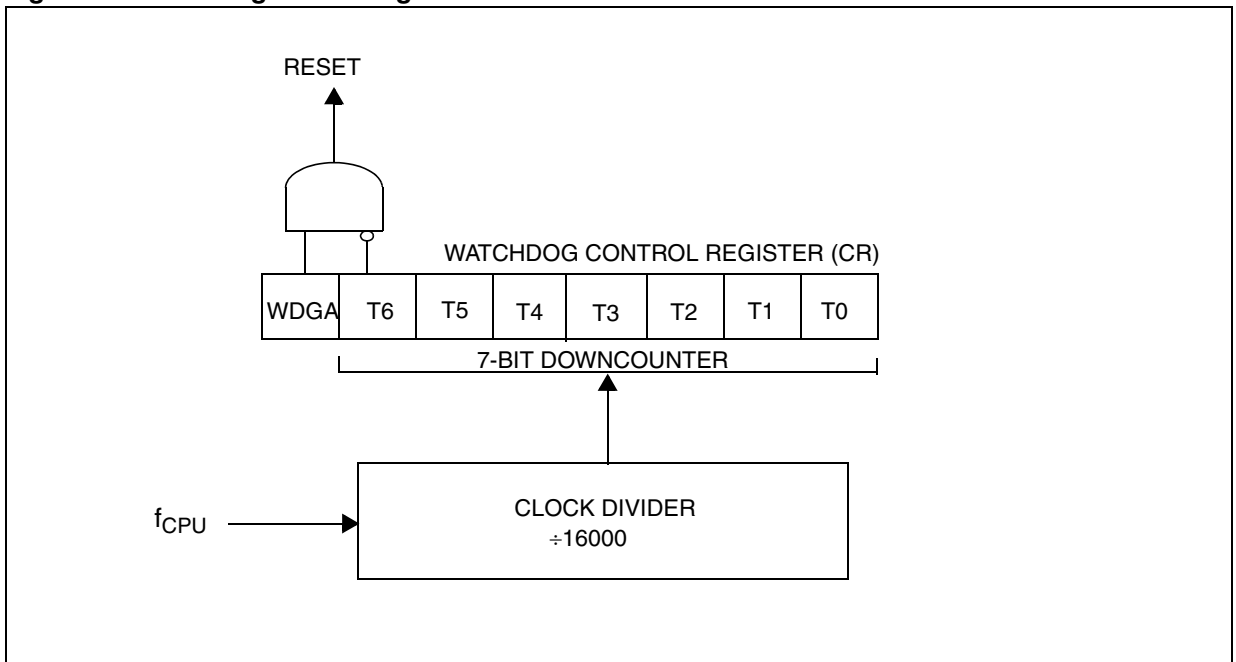 RESET
WATCHDOG CONTROL REGISTER (CR)
WDGA T6 T5 T4 T3 T2 T1 T0
7-BIT DOWNCOUNTER
fCPU
CLOCK DIVIDER
÷16000